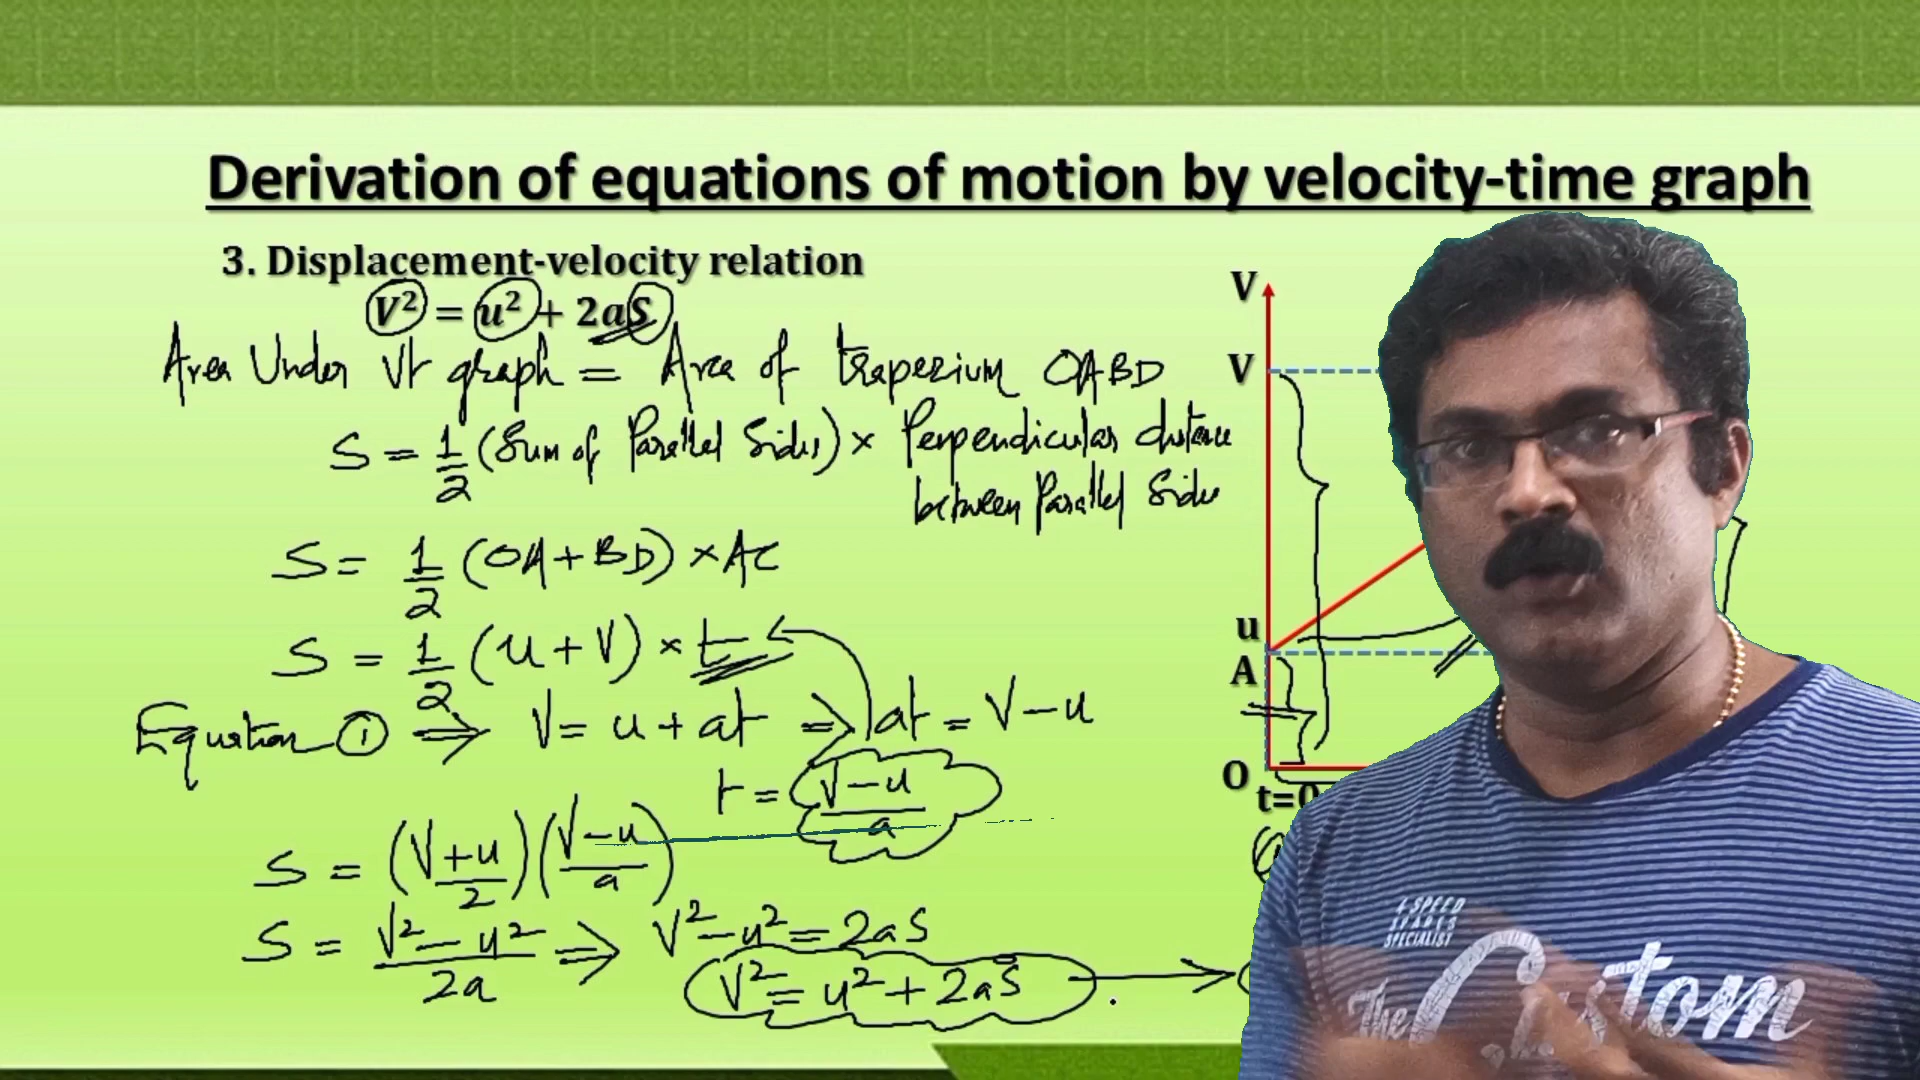 Derivation of equations of motion by velocity-time graph
3. Displacement-velocity relation
V² = u² + 2aS
Area Under Vt graph = Area of trapezium OABD
S = 1/2 (Sum of Parallel Sides) × Perpendicular distance
between Parallel Sides
S = 1/2 (OA + BD) × AC
S = 1/2 (u + V) × t
Equation ① ⇒ V = u + at ⇒ at = V - u
t = V-u/a
S = (V+u/2) (V-u/a)
S = V² - u²/2a ⇒ V² - u² = 2aS
V² = u² + 2aS
V
V
u
A
O
t=0
SPEED
SPECIALIST
The Custom